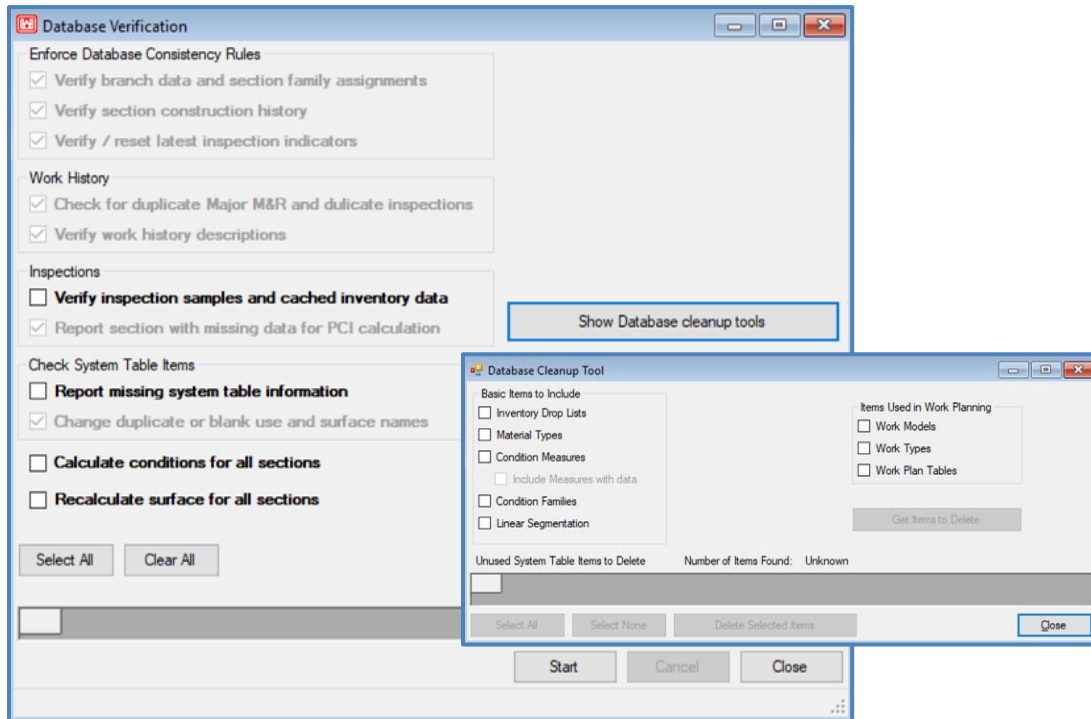 Database Verification
Enforce Database Consistency Rules
Verify branch data and section family assignments
Verify section construction history
Verify / reset latest inspection indicators
Work History
Check for duplicate Major M&R and dulicate inspections
Verify work history descriptions
Inspections
Verify inspection samples and cached inventory data
Report section with missing data for PCI calculation
Show Database cleanup tools
Check System Table Items
Report missing system table information
Change duplicate or blank use and surface names
Calculate conditions for all sections
Recalculate surface for all sections
Select All Clear All
Start Cancel Close
Database Cleanup Tool
Basic Items to Include
Inventory Drop Lists
Material Types
Condition Measures
Include Measures with data
Condition Families
Linear Segmentation
Items Used in Work Planning
Work Models
Work Types
Work Plan Tables
Get Items to Delete
Unused System Table Items to Delete Number of Items Found: Unknown
Select All Select None Delete Selected Items Close